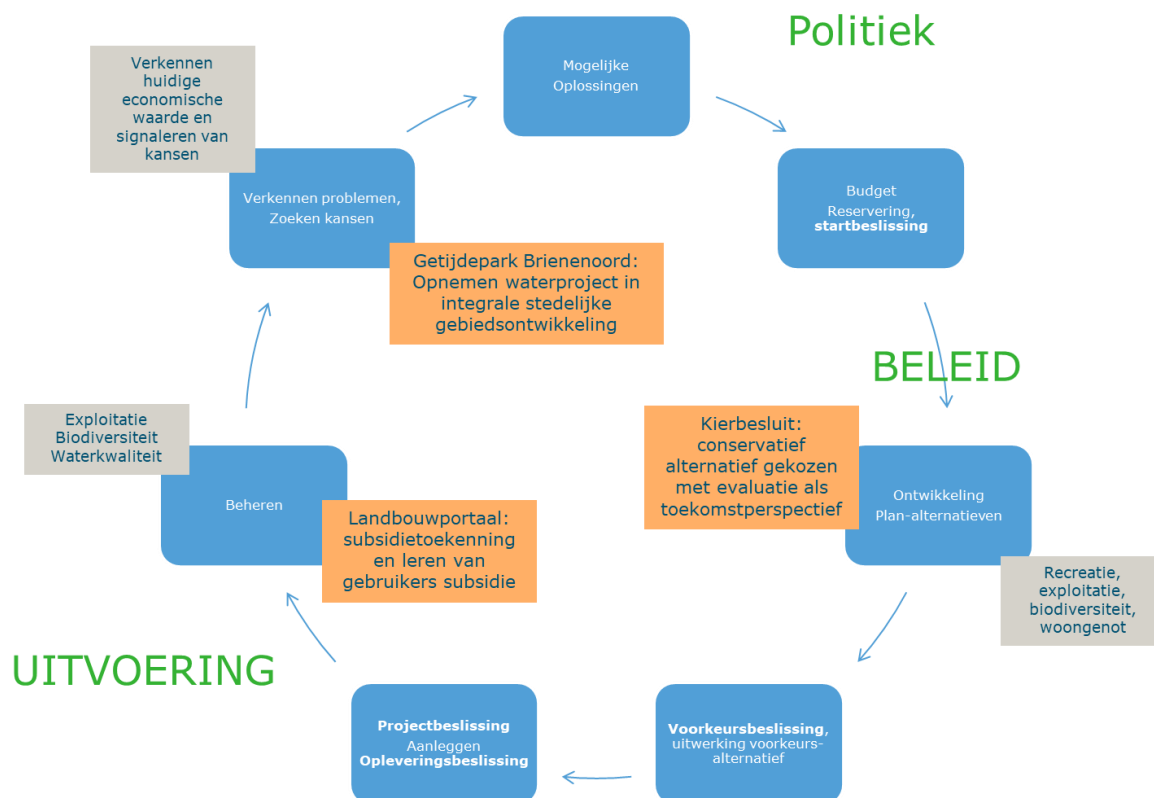 Politiek
Mogelijke
Oplossingen
Verkennen
huidige
economische
waarde en
signaleren van
kansen
Verkennen problemen,
Zoeken kansen
Budget
Reservering,
startbeslissing
Getijdepark Brienenoord:
Opnemen waterproject in
integrale stedelijke
gebiedsontwikkeling
BELEID
Exploitatie
Biodiversiteit
Waterkwaliteit
Beheren
Kierbesluit:
conservatief
alternatief gekozen
met evaluatie als
toekomstperspectief
Ontwikkeling
Plan-alternatieven
Landbouwportaal:
subsidietoekenning
en leren van
gebruikers subsidie
Recreatie,
exploitatie,
biodiversiteit,
woongenot
UITVOERING
Projectbeslissing
Aanleggen
Opleveringsbeslissing
Voorkeursbeslissing,
uitwerking voorkeurs-
alternatief